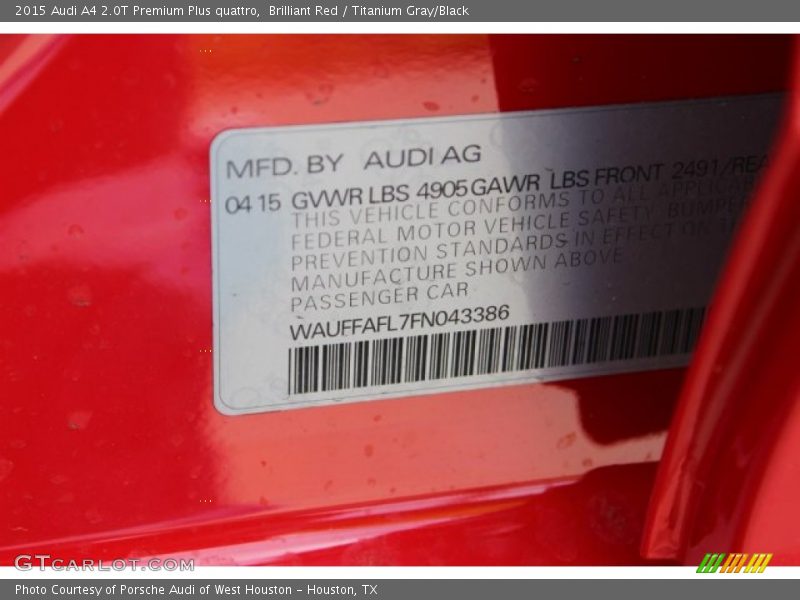 2015 Audi A4 2.0T Premium Plus quattro,  Brilliant Red / Titanium Gray/Black
MFD. BY  AUDI AG
04 15  GVWR LBS  4905 GAWR  LBS FRONT  2491/REA
THIS VEHICLE CONFORMS TO ALL APPLICAB
FEDERAL MOTOR VEHICLE SAFETY, BUMPER
PREVENTION STANDARDS IN EFFECT ON
MANUFACTURE SHOWN ABOVE
PASSENGER CAR
WAUFFAFL7FN043386
GTCARLOT.COM
Photo Courtesy of Porsche Audi of West Houston - Houston, TX